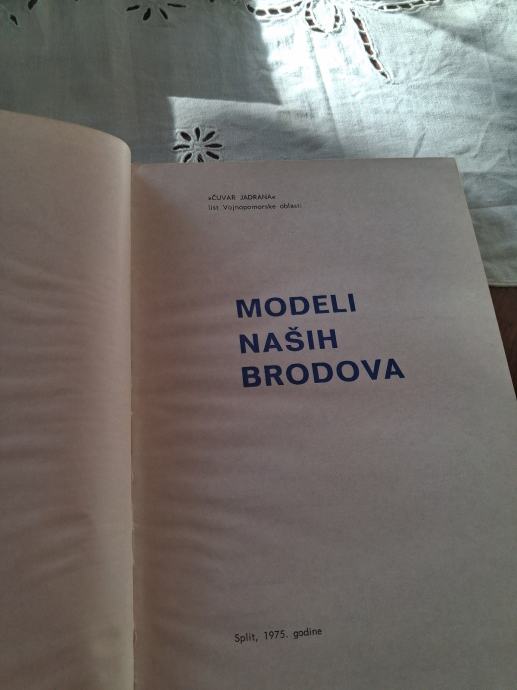 »ČUVAR JADRANA«
list Vojnopomorske oblasti
MODELI
NAŠIH
BRODOVA
Split, 1975. godine